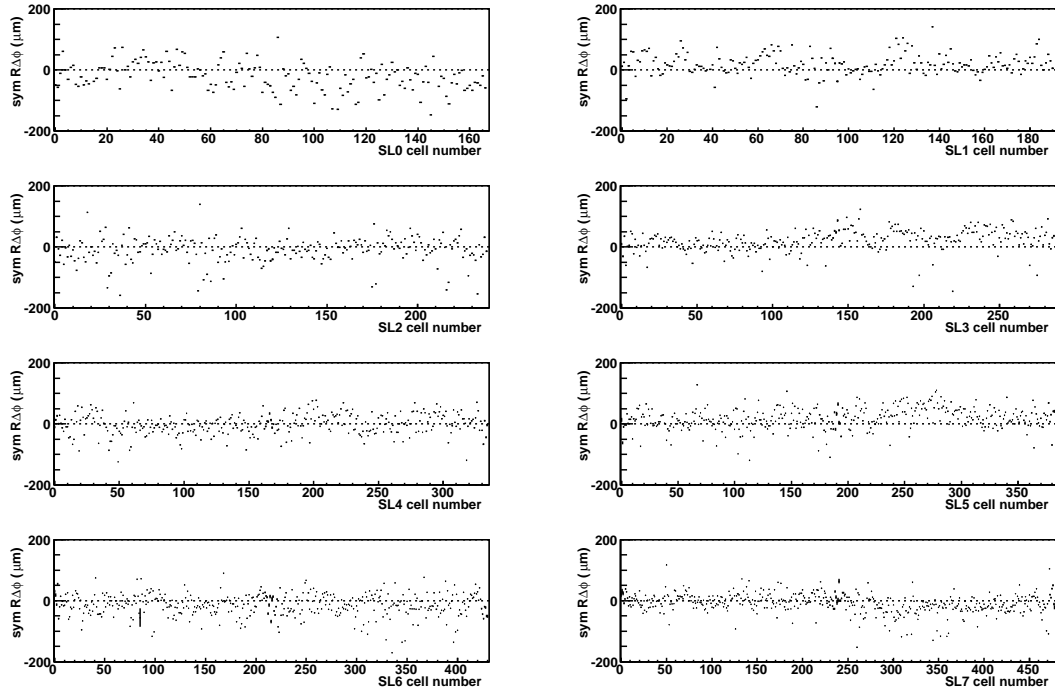 200
0
-200
sym RΔϕ (μm)
0 20 40 60 80 100 120 140 160
SL0 cell number
200
0
-200
sym RΔϕ (μm)
0 20 40 60 80 100 120 140 160 180
SL1 cell number
200
0
-200
sym RΔϕ (μm)
0 50 100 150 200
SL2 cell number
200
0
-200
sym RΔϕ (μm)
0 50 100 150 200 250
SL3 cell number
200
0
-200
sym RΔϕ (μm)
0 50 100 150 200 250 300
SL4 cell number
200
0
-200
sym RΔϕ (μm)
0 50 100 150 200 250 300 350
SL5 cell number
200
0
-200
sym RΔϕ (μm)
0 50 100 150 200 250 300 350 400
SL6 cell number
200
0
-200
sym RΔϕ (μm)
0 50 100 150 200 250 300 350 400 450
SL7 cell number